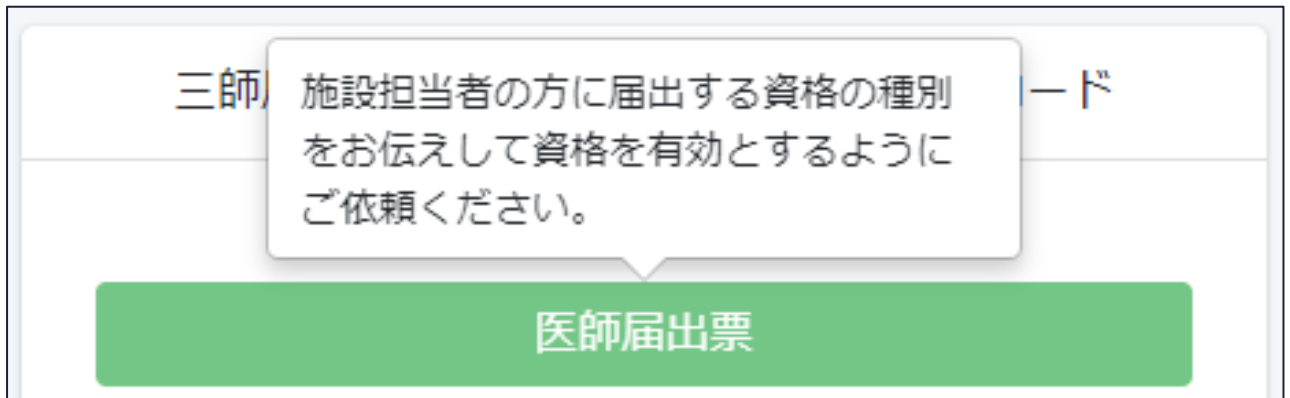 三師
ード
施設担当者の方に届出する資格の種別
をお伝えして資格を有効とするように
ご依頼ください。
医師届出票